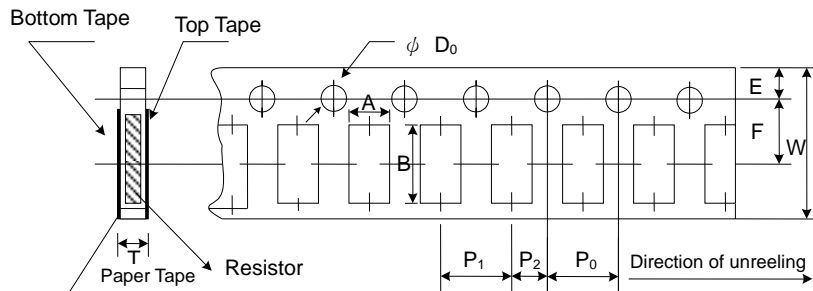 Bottom Tape
Top Tape
ψ D₀
A
E
F
W
B
T
Paper Tape
Resistor
P₁
P₂
P₀
Direction of unreeling